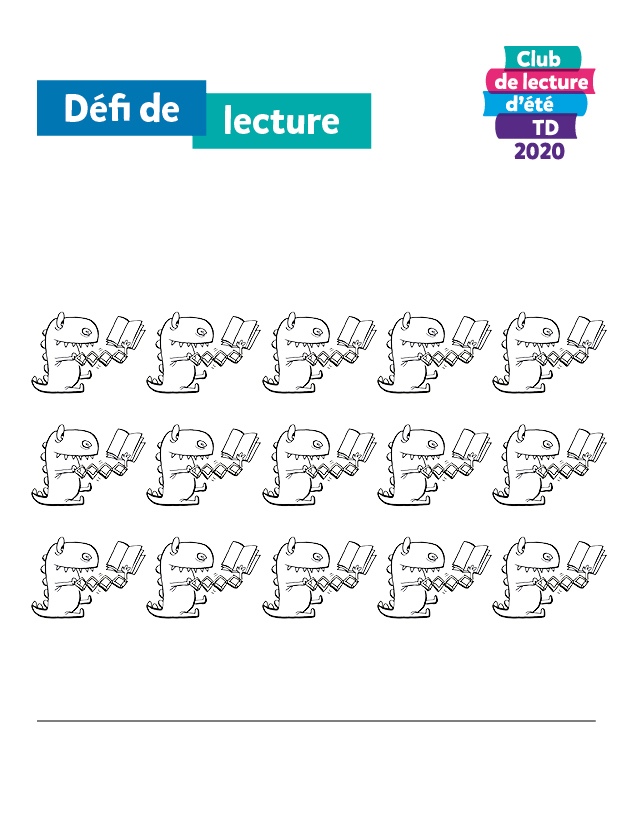 Défi de
lecture
Club
de lecture
d'été
TD
2020